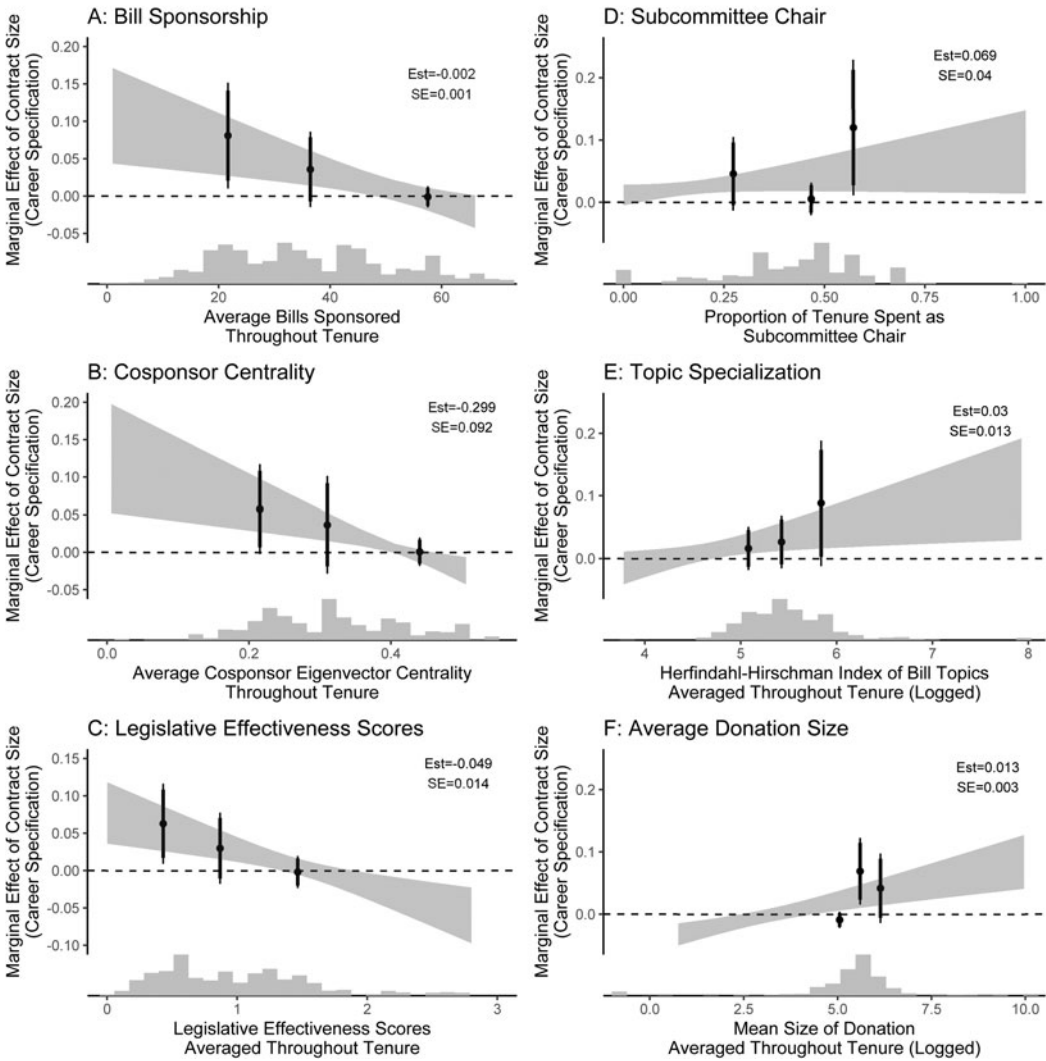 A: Bill Sponsorship
Marginal Effect of Contract Size
(Career Specification)
0.20
0.15
0.10
0.05
0.00
-0.05
Est=-0.002
SE=0.001
0
20
40
60
Average Bills Sponsored
Throughout Tenure
D: Subcommittee Chair
Marginal Effect of Contract Size
(Career Specification)
0.2
0.1
0.0
Est=0.069
SE=0.04
0.00
0.25
0.50
0.75
1.00
Proportion of Tenure Spent as
Subcommittee Chair
B: Cosponsor Centrality
Marginal Effect of Contract Size
(Career Specification)
0.20
0.15
0.10
0.05
0.00
-0.05
Est=-0.299
SE=0.092
0.0
0.2
0.4
Average Cosponsor Eigenvector Centrality
Throughout Tenure
E: Topic Specialization
Marginal Effect of Contract Size
(Career Specification)
0.2
0.1
0.0
Est=0.03
SE=0.013
4
5
6
7
8
Herfindahl-Hirschman Index of Bill Topics
Averaged Throughout Tenure (Logged)
C: Legislative Effectiveness Scores
Marginal Effect of Contract Size
(Career Specification)
0.15
0.10
0.05
0.00
-0.05
-0.10
Est=-0.049
SE=0.014
0
1
2
3
Legislative Effectiveness Scores
Averaged Throughout Tenure
F: Average Donation Size
Marginal Effect of Contract Size
(Career Specification)
0.2
0.1
0.0
Est=0.013
SE=0.003
0.0
2.5
5.0
7.5
10.0
Mean Size of Donation
Averaged Throughout Tenure (Logged)